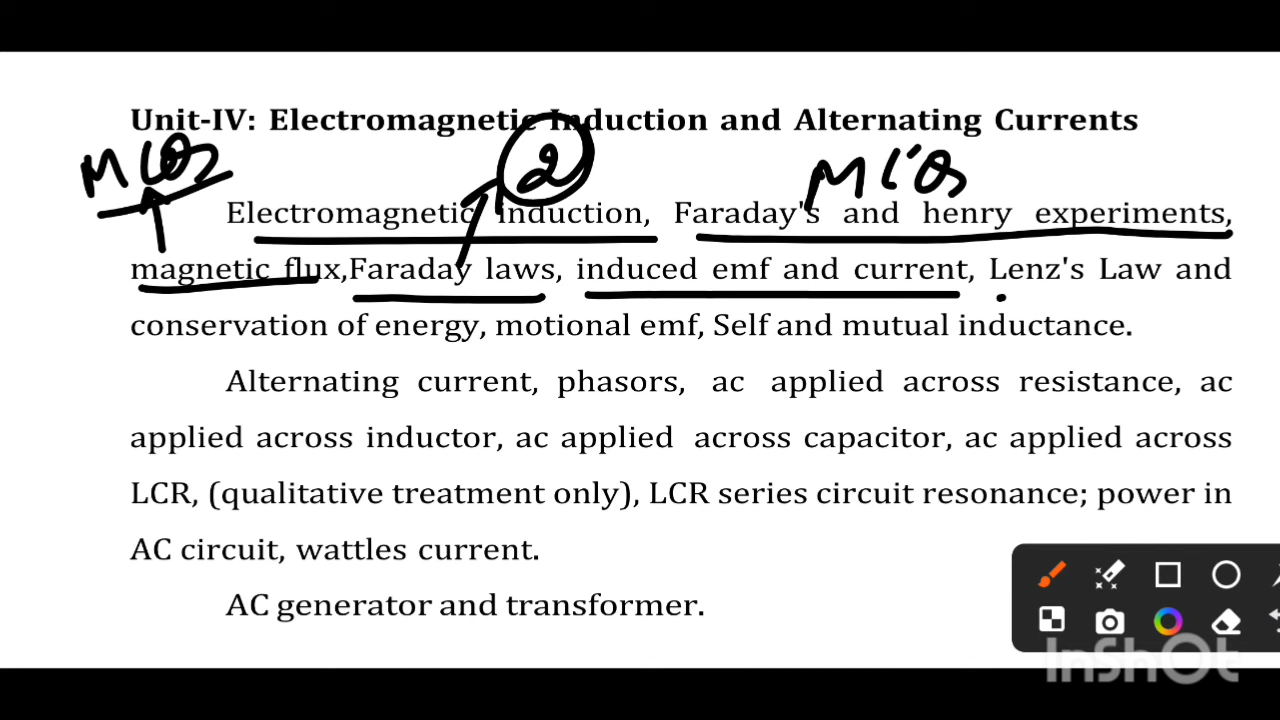 Unit-IV: Electromagnetic Induction and Alternating Currents
MCQs
2
MCQs
Electromagnetic induction, Faraday's and henry experiments,
magnetic flux,Faraday laws, induced emf and current, Lenz's Law and
conservation of energy, motional emf, Self and mutual inductance.
Alternating current, phasors, ac applied across resistance, ac
applied across inductor, ac applied across capacitor, ac applied across
LCR, (qualitative treatment only), LCR series circuit resonance; power in
AC circuit, wattles current.
AC generator and transformer.
InShOt